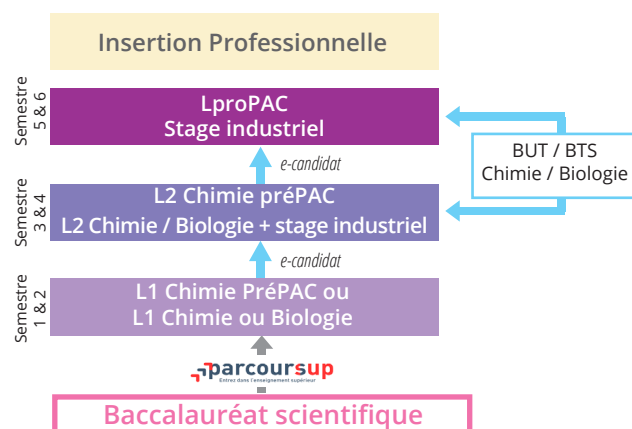 Insertion Professionnelle
Semestre
5 & 6
LproPAC
Stage industriel
e-candidat
BUT / BTS
Chimie / Biologie
Semestre
3 & 4
L2 Chimie préPAC
L2 Chimie / Biologie + stage industriel
e-candidat
Semestre
1 & 2
L1 Chimie PréPAC ou
L1 Chimie ou Biologie
parcoursup
Entrez dans l'enseignement supérieur
Baccalauréat scientifique